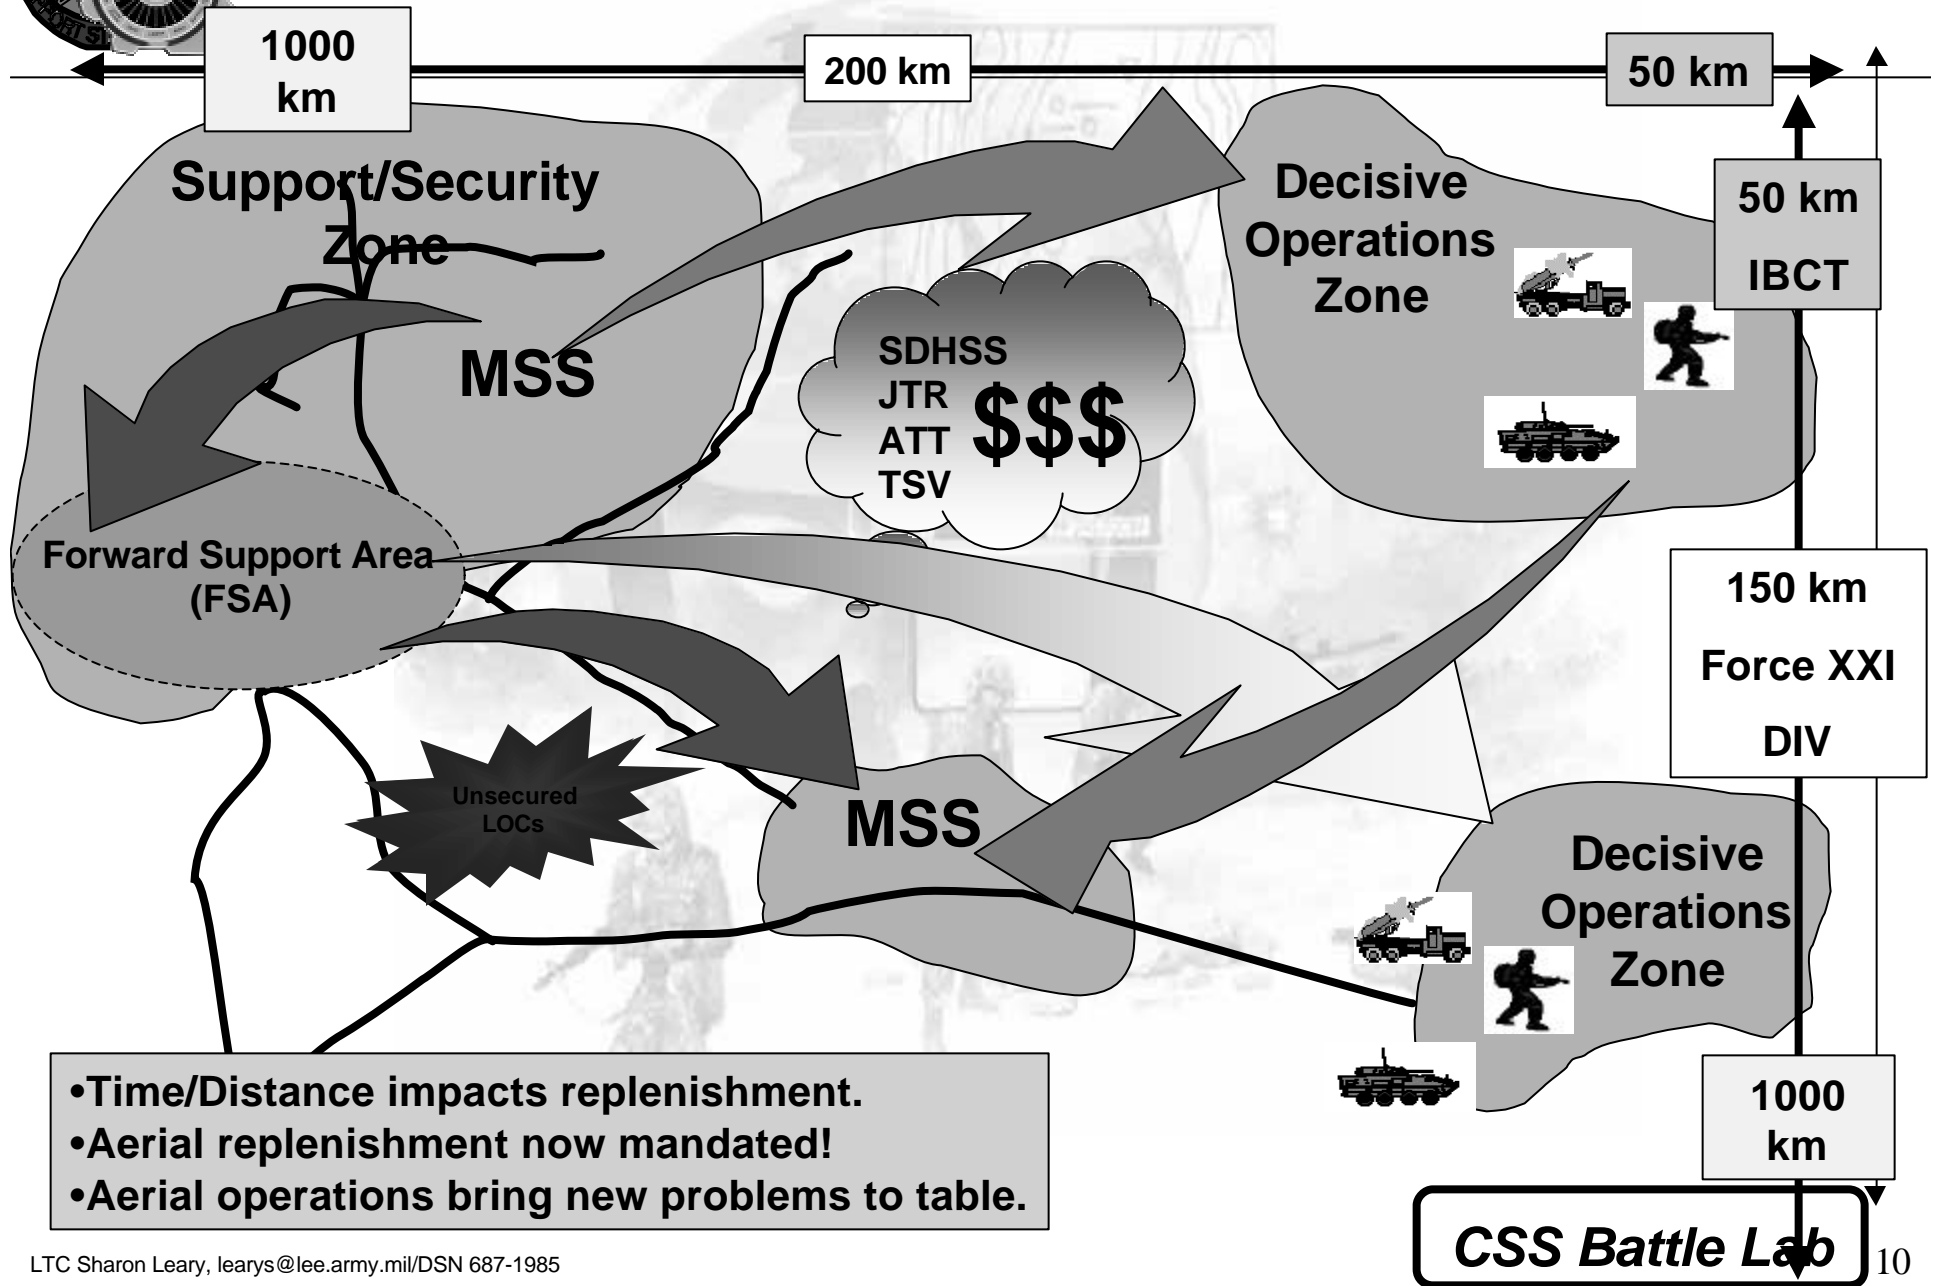 1000
km
200 km
50 km
Support/Security
Zone
Decisive
Operations
Zone
50 km
IBCT
MSS
SDHSS
JTR
ATT
TSV
$$$
Forward Support Area
(FSA)
150 km
Force XXI
DIV
Unsecured
LOCs
MSS
Decisive
Operations
Zone
•Time/Distance impacts replenishment.
•Aerial replenishment now mandated!
•Aerial operations bring new problems to table.
1000
km
CSS Battle Lab
LTC Sharon Leary, learys@lee.army.mil/DSN 687-1985
10